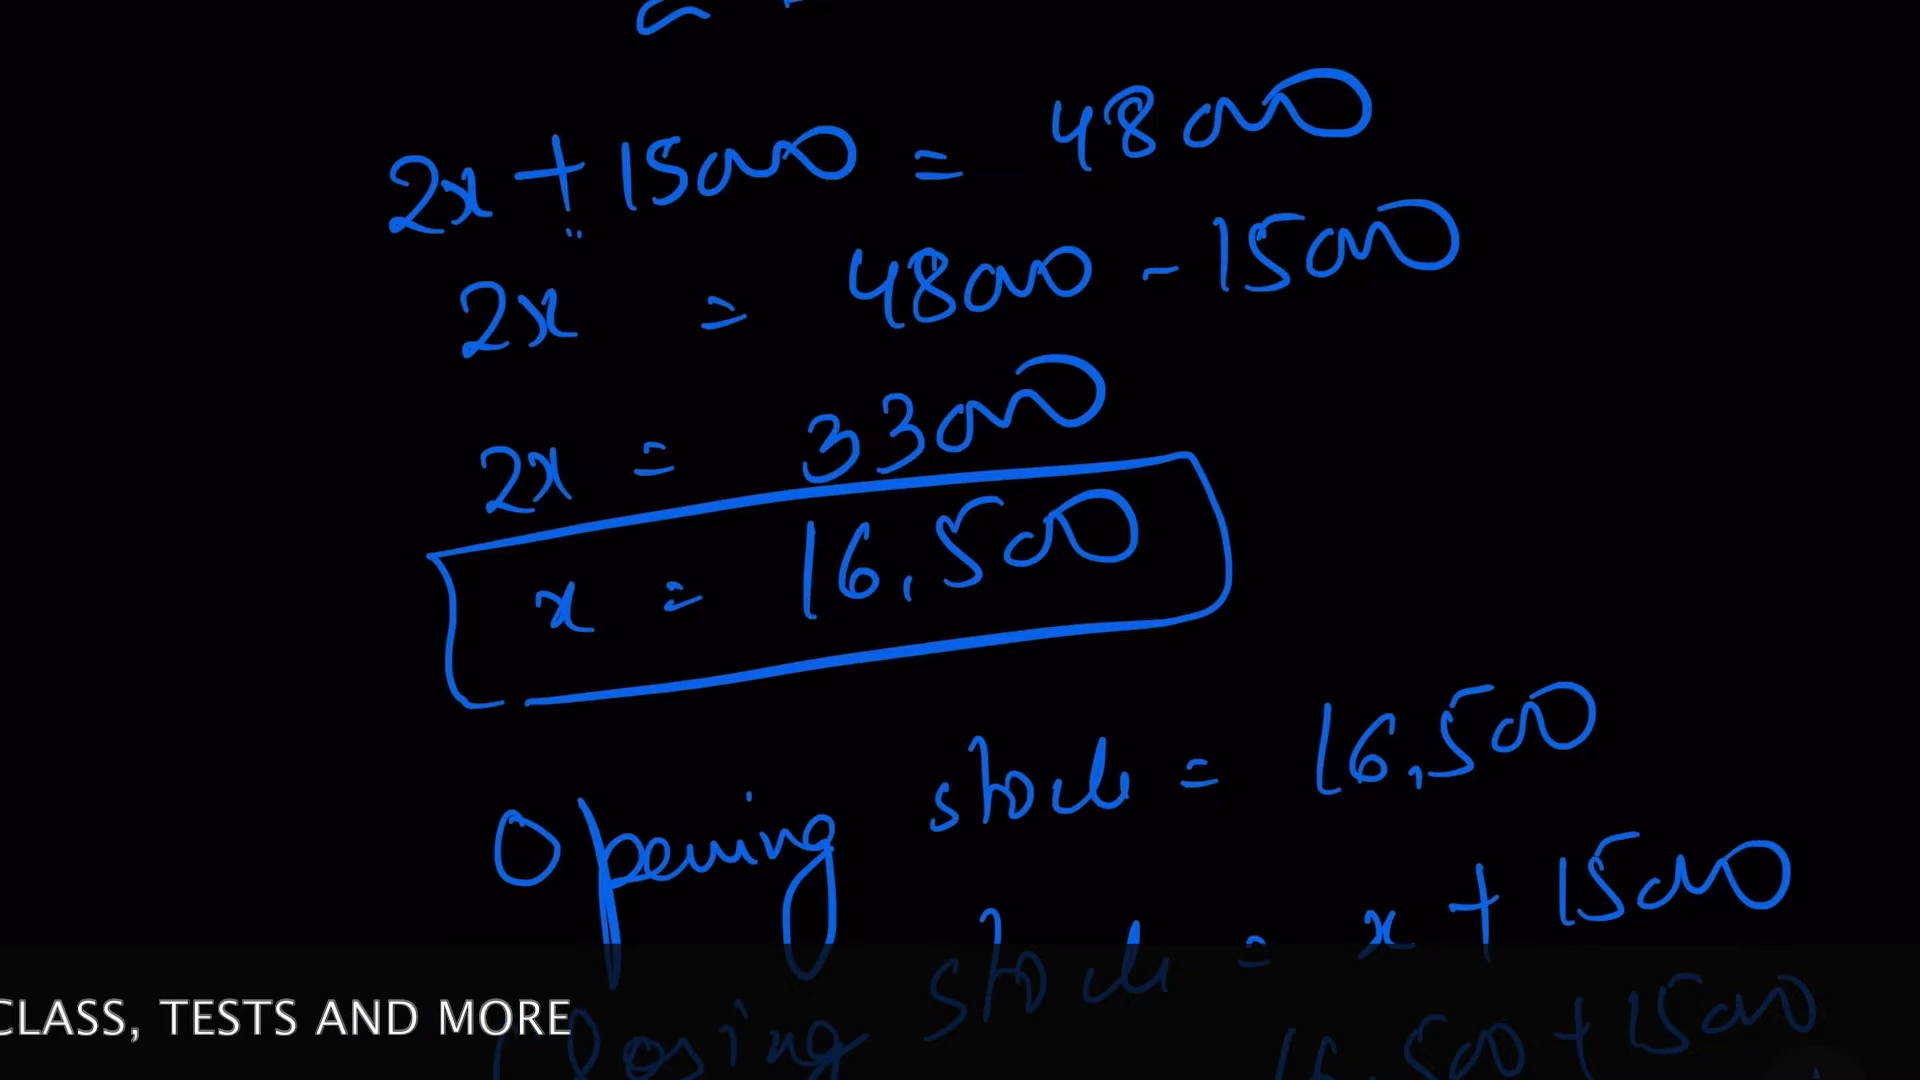 2x + 15000 = 48000
2x = 48000 - 15000
2x = 33000
x = 16,500
Opening stock = 16,500
Closing stock = x + 15000
16,500 + 15000
CLASS, TESTS AND MORE